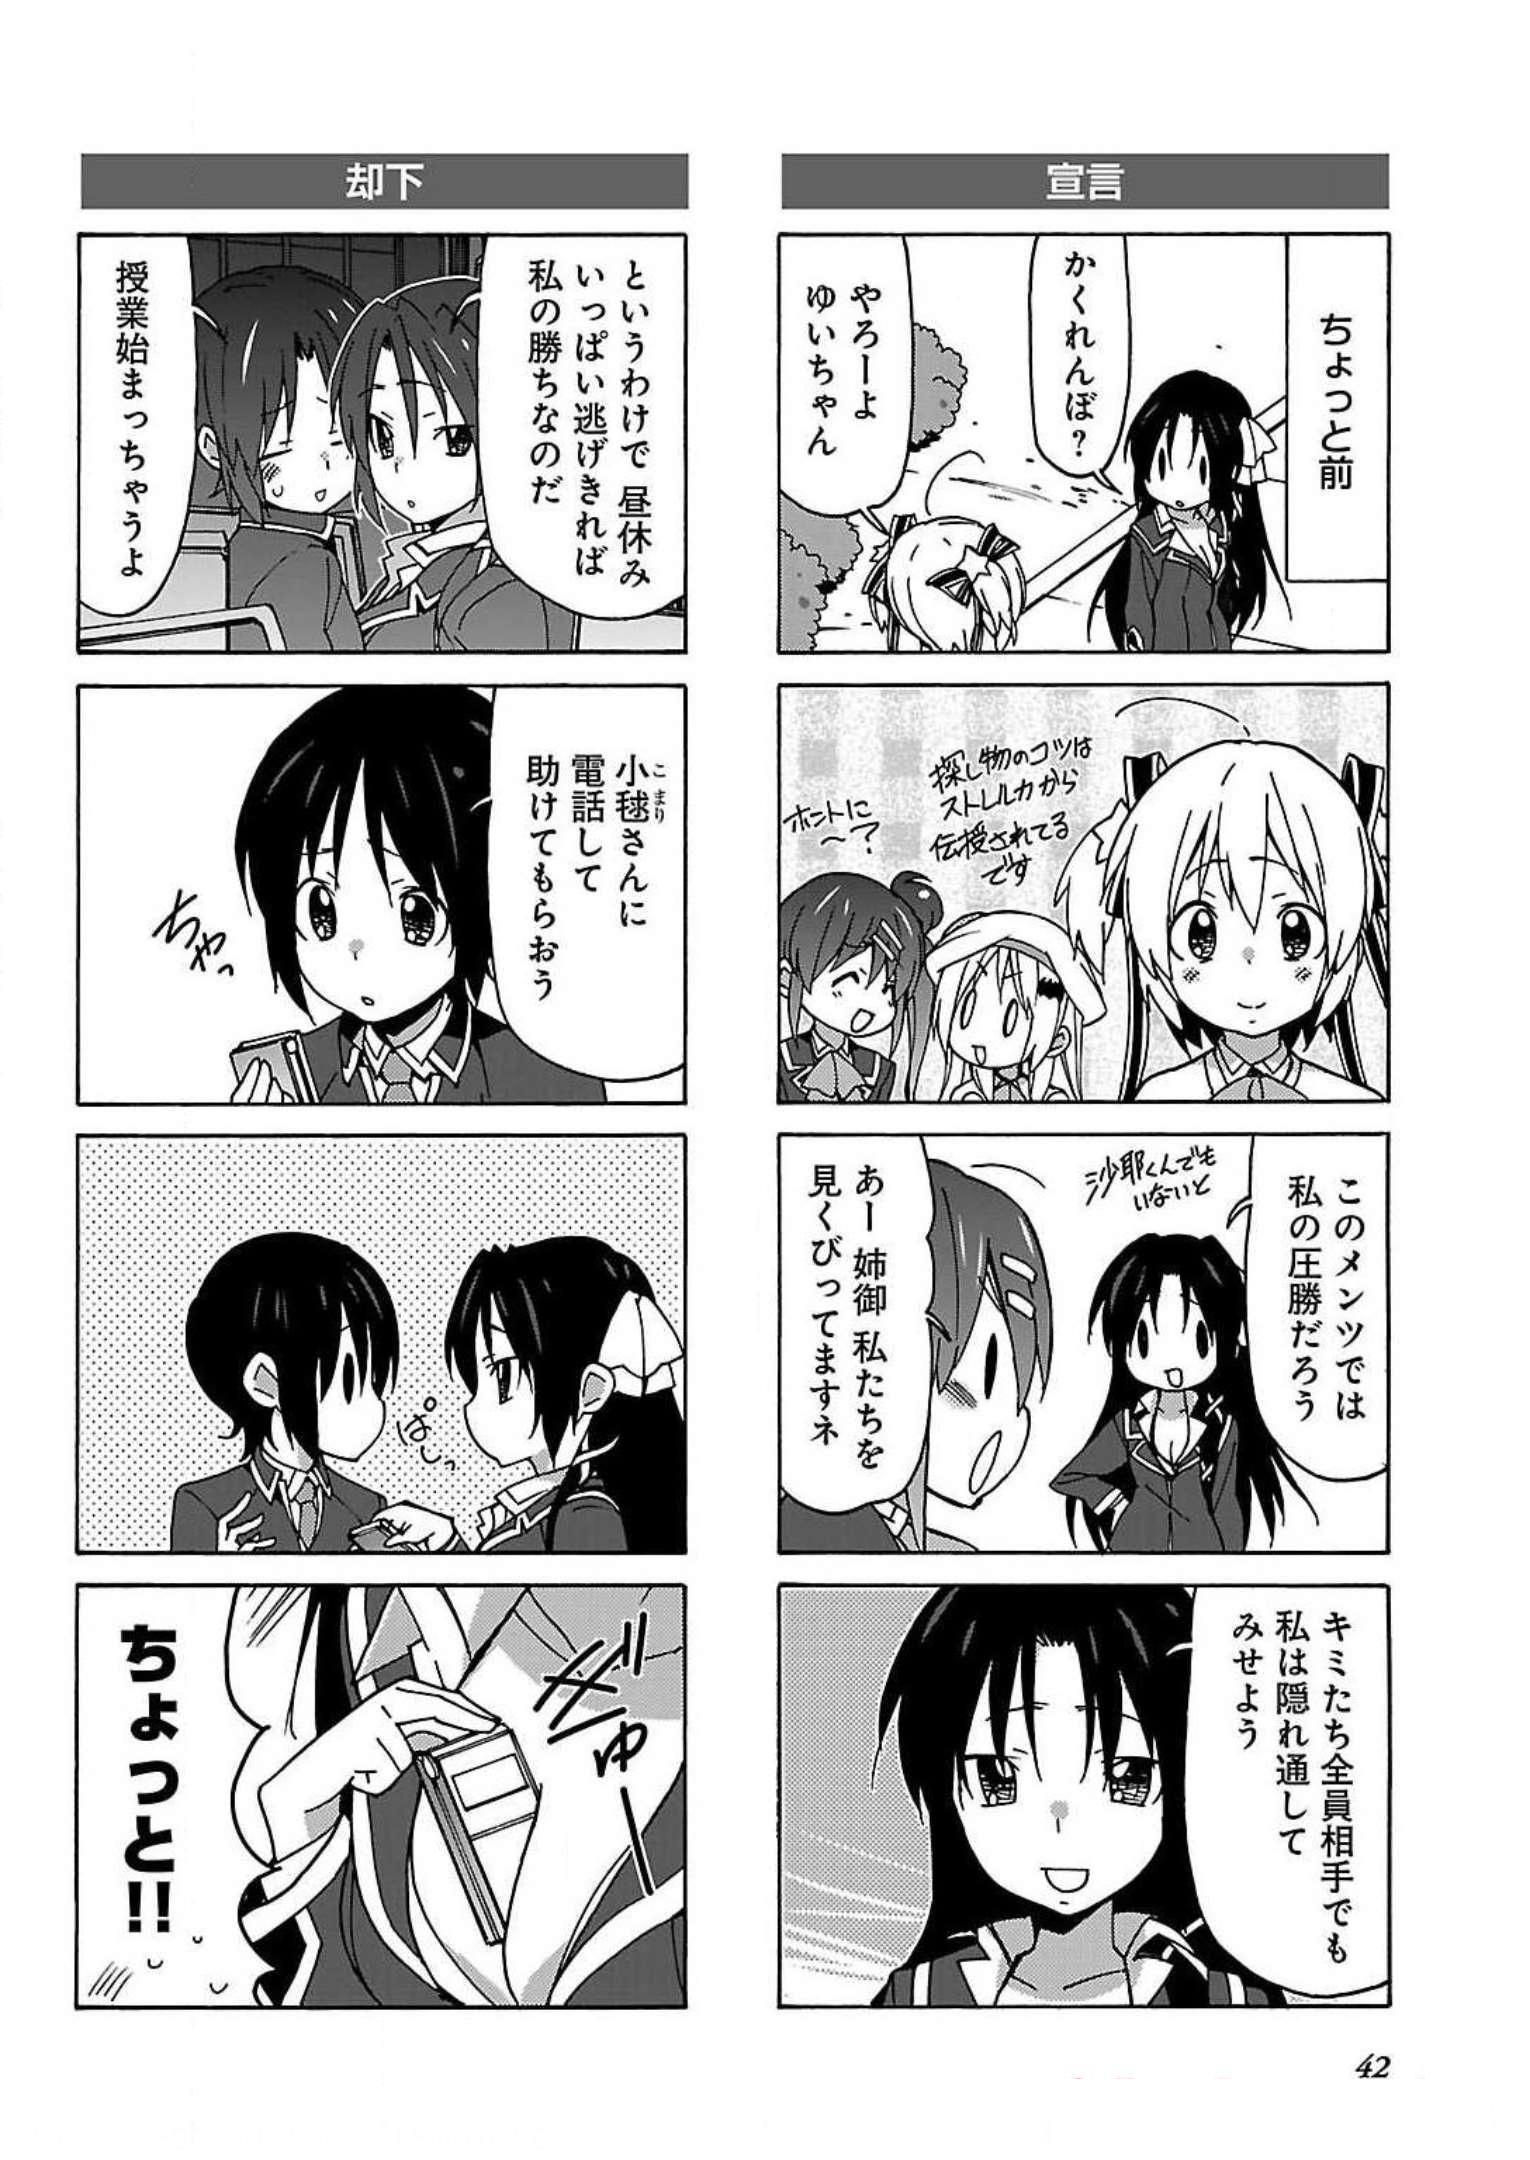 宣言
ちょっと前
かくれんぼ?
やろーよ
ゆいちゃん
探し物のコツは
ストレルカから
伝授されてる
です
ホントに
〜?
このメンツでは
私の圧勝だろう
沙耶くんでも
いないと
あー 姉御 私たちを
見くびってますネ
キミたち全員相手でも
私は隠れ通して
みせよう
却下
というわけで 昼休み
いっぱい逃げきれば
私の勝ちなのだ
授業始まっちゃうよ
小毬さんに
こまり
電話して
助けてもらおう
ちゃっ
ぱしっ
ぎゅー
ちょっと!!
42